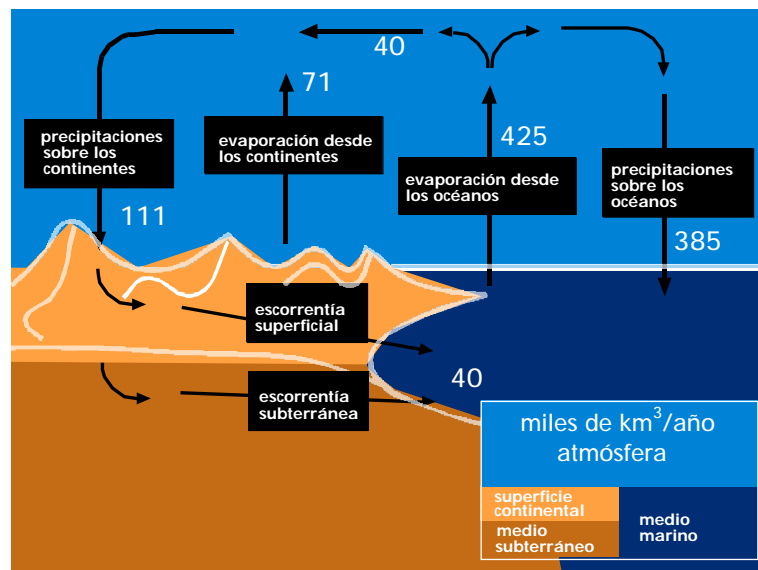 40
71
425
precipitaciones
sobre los
continentes
evaporación desde
los continentes
evaporación desde
los océanos
precipitaciones
sobre los
océanos
111
385
escorrentía
superficial
40
escorrentía
subterránea
miles de km³/año
atmósfera
superficie
continental
medio
subterráneo
medio
marino